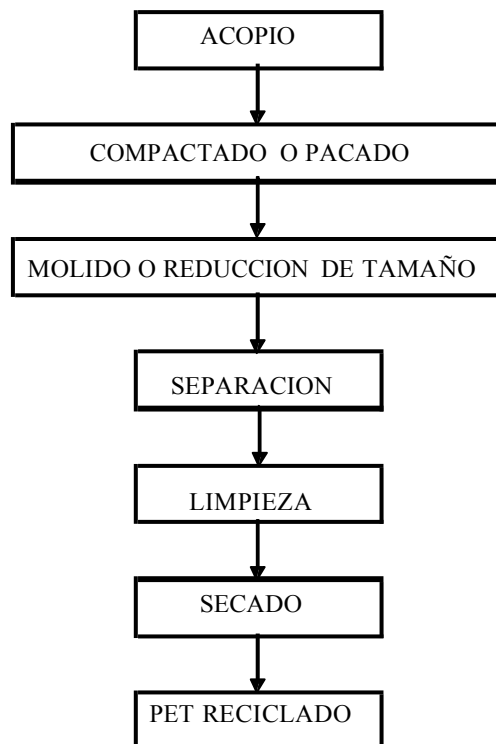 ACOPIO
COMPACTADO O PACADO
MOLIDO O REDUCCION DE TAMAÑO
SEPARACION
LIMPIEZA
SECADO
PET RECICLADO